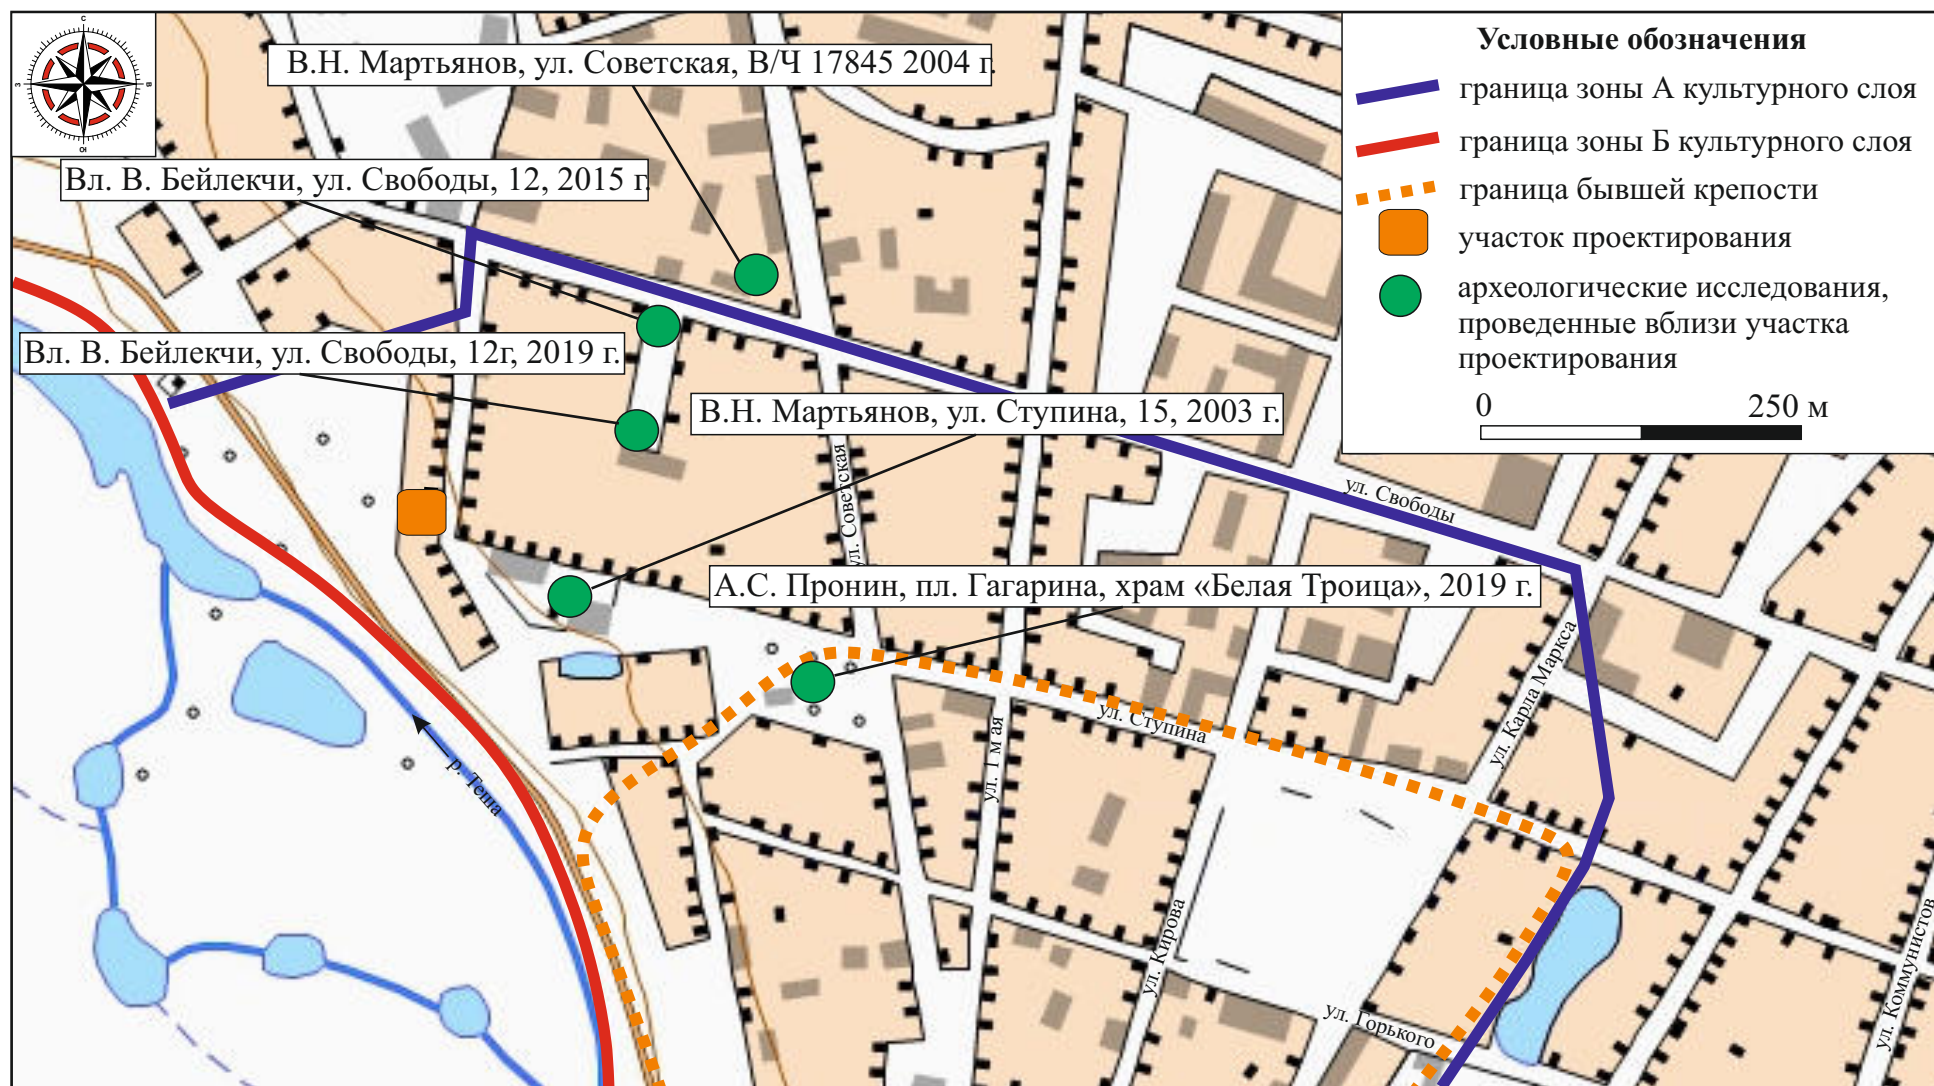 С
З
В
Ю
В.Н. Мартьянов, ул. Советская, В/Ч 17845 2004 г.
Вл. В. Бейлекчи, ул. Свободы, 12, 2015 г.
Вл. В. Бейлекчи, ул. Свободы, 12г, 2019 г.
В.Н. Мартьянов, ул. Ступина, 15, 2003 г.
А.С. Пронин, пл. Гагарина, храм «Белая Троица», 2019 г.
Условные обозначения
граница зоны А культурного слоя
граница зоны Б культурного слоя
граница бывшей крепости
участок проектирования
археологические исследования,
проведенные вблизи участка
проектирования
0 250 м
ул. Советская
ул. Свободы
ул. Карла Маркса
ул. Ступина
ул. 1 мая
р. Теша
ул. Кирова
ул. Горького
ул. Коммунистов